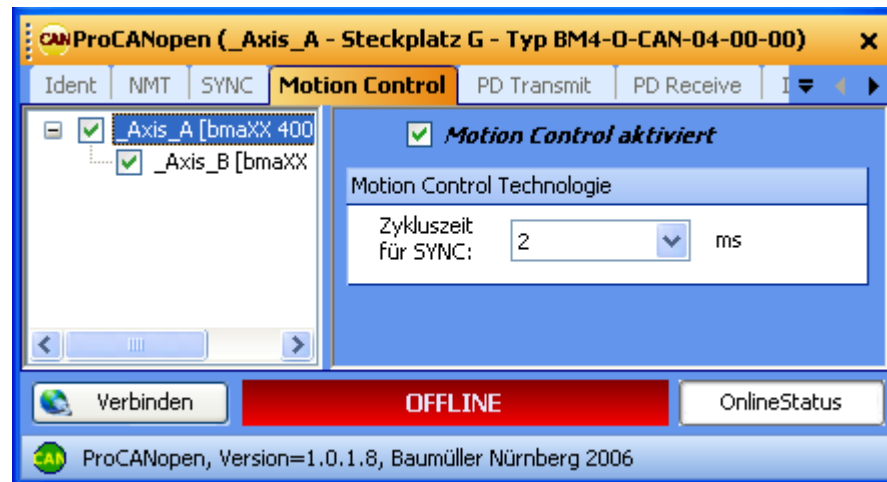 CAN ProCANopen (_Axis_A - Steckplatz G - Typ BM4-O-CAN-04-00-00)
Ident NMT SYNC Motion Control PD Transmit PD Receive
_Axis_A [bmaXX 400
_Axis_B [bmaXX
Motion Control aktiviert
Motion Control Technologie
Zykluszeit
für SYNC:
2
ms
Verbinden
OFFLINE
OnlineStatus
CAN ProCANopen, Version=1.0.1.8, Baumüller Nürnberg 2006